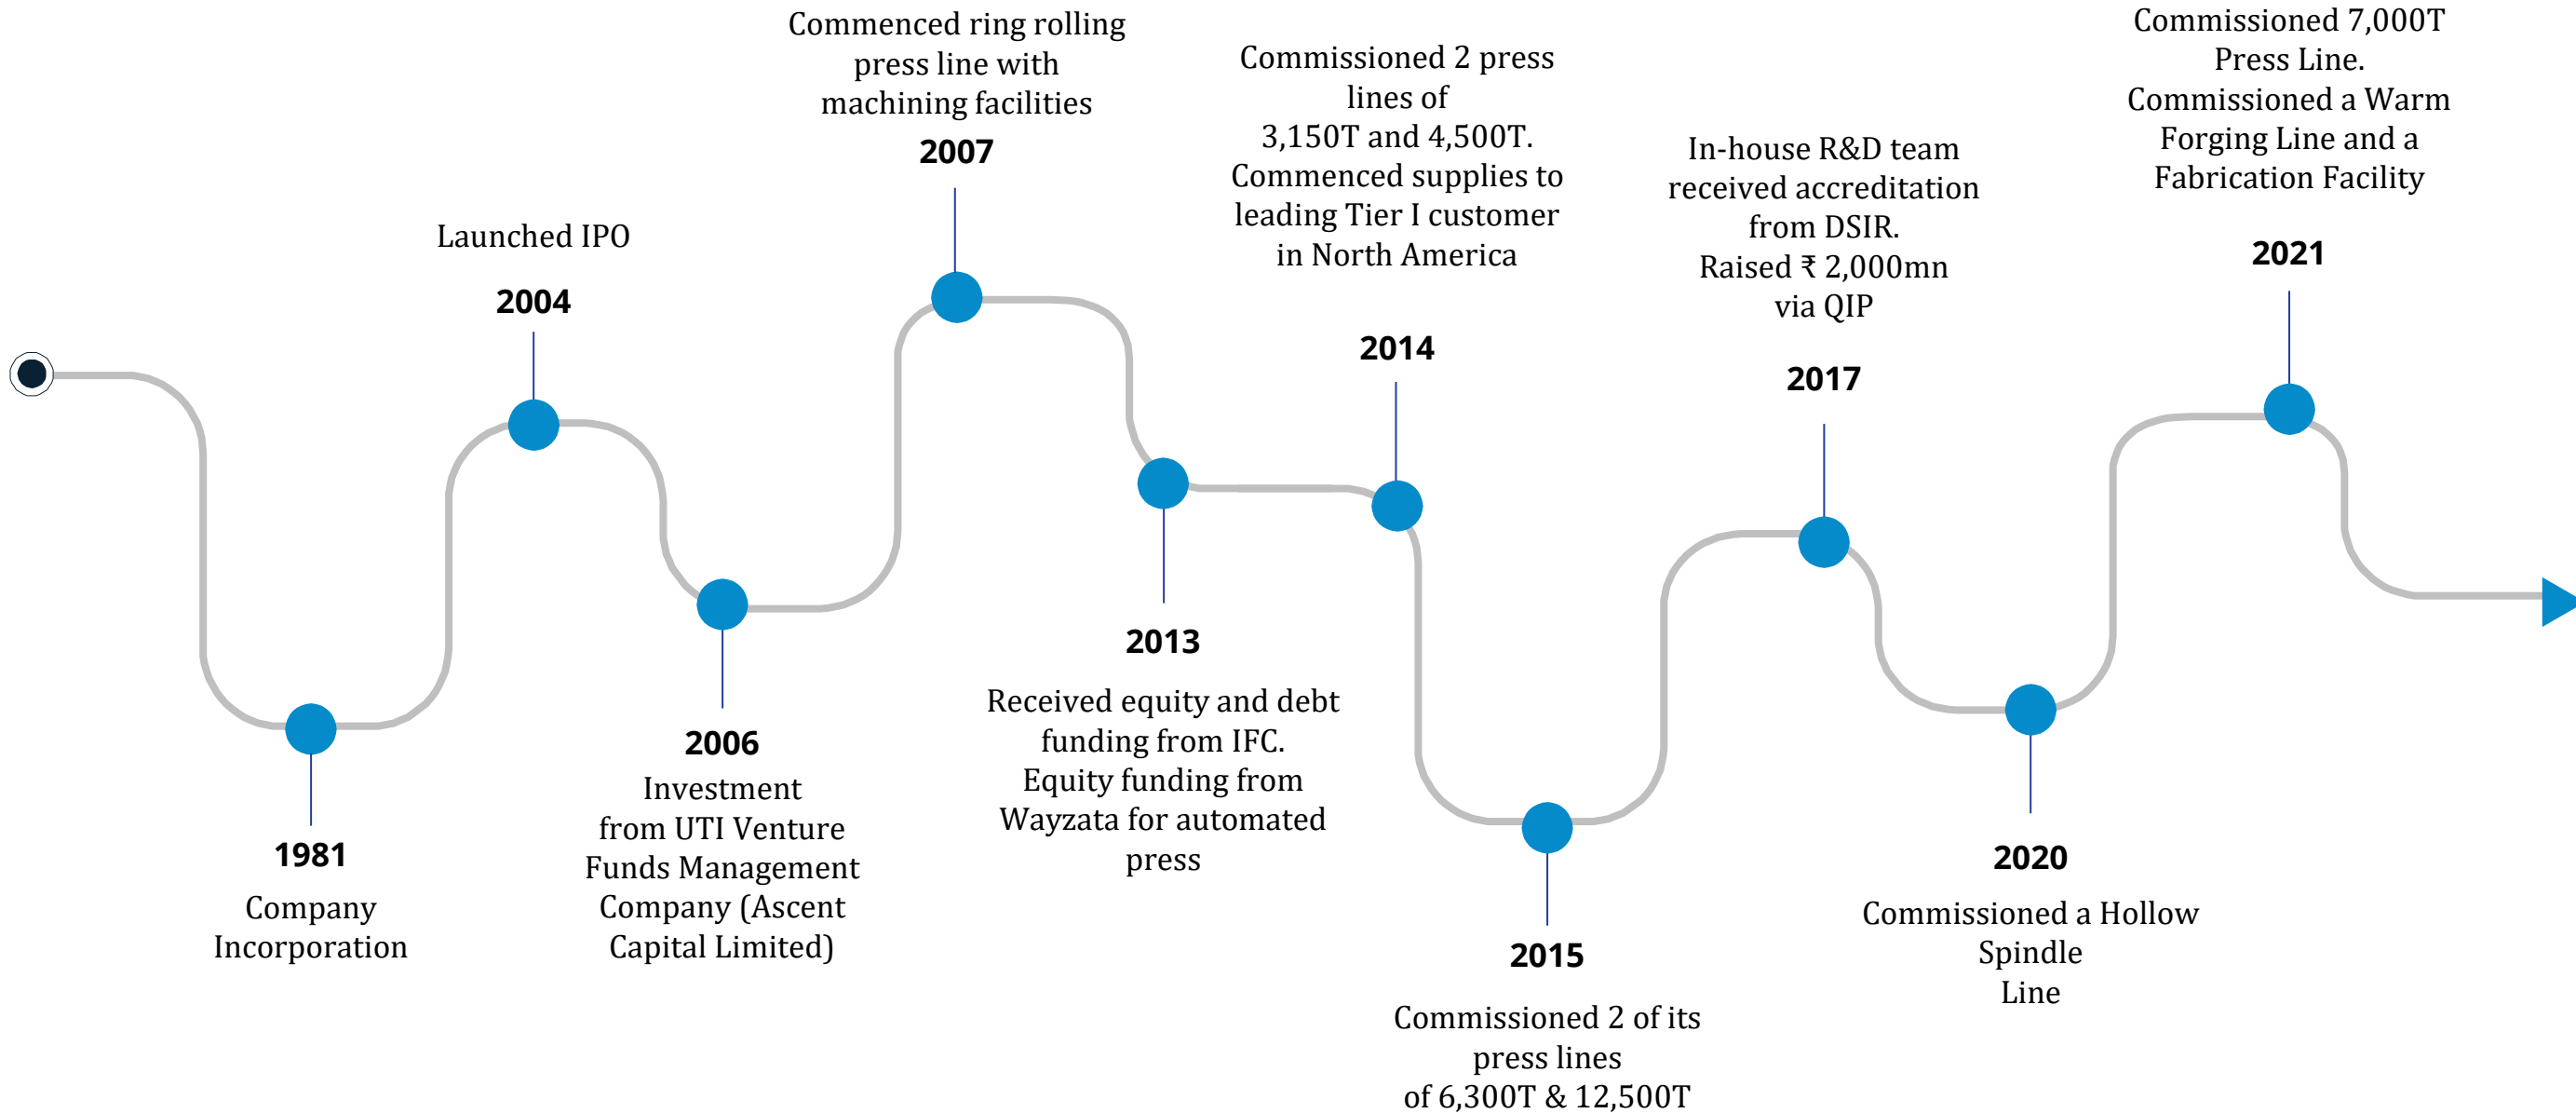 Launched IPO
2004
1981
Company
Incorporation
2006
Investment
from UTI Venture
Funds Management
Company (Ascent
Capital Limited)
Commenced ring rolling
press line with
machining facilities
2007
2013
Received equity and debt
funding from IFC.
Equity funding from
Wayzata for automated
press
Commissioned 2 press
lines of
3,150T and 4,500T.
Commenced supplies to
leading Tier I customer
in North America
2014
2015
Commissioned 2 of its
press lines
of 6,300T & 12,500T
In-house R&D team
received accreditation
from DSIR.
Raised ₹ 2,000mn
via QIP
2017
2020
Commissioned a Hollow
Spindle
Line
Commissioned 7,000T
Press Line.
Commissioned a Warm
Forging Line and a
Fabrication Facility
2021